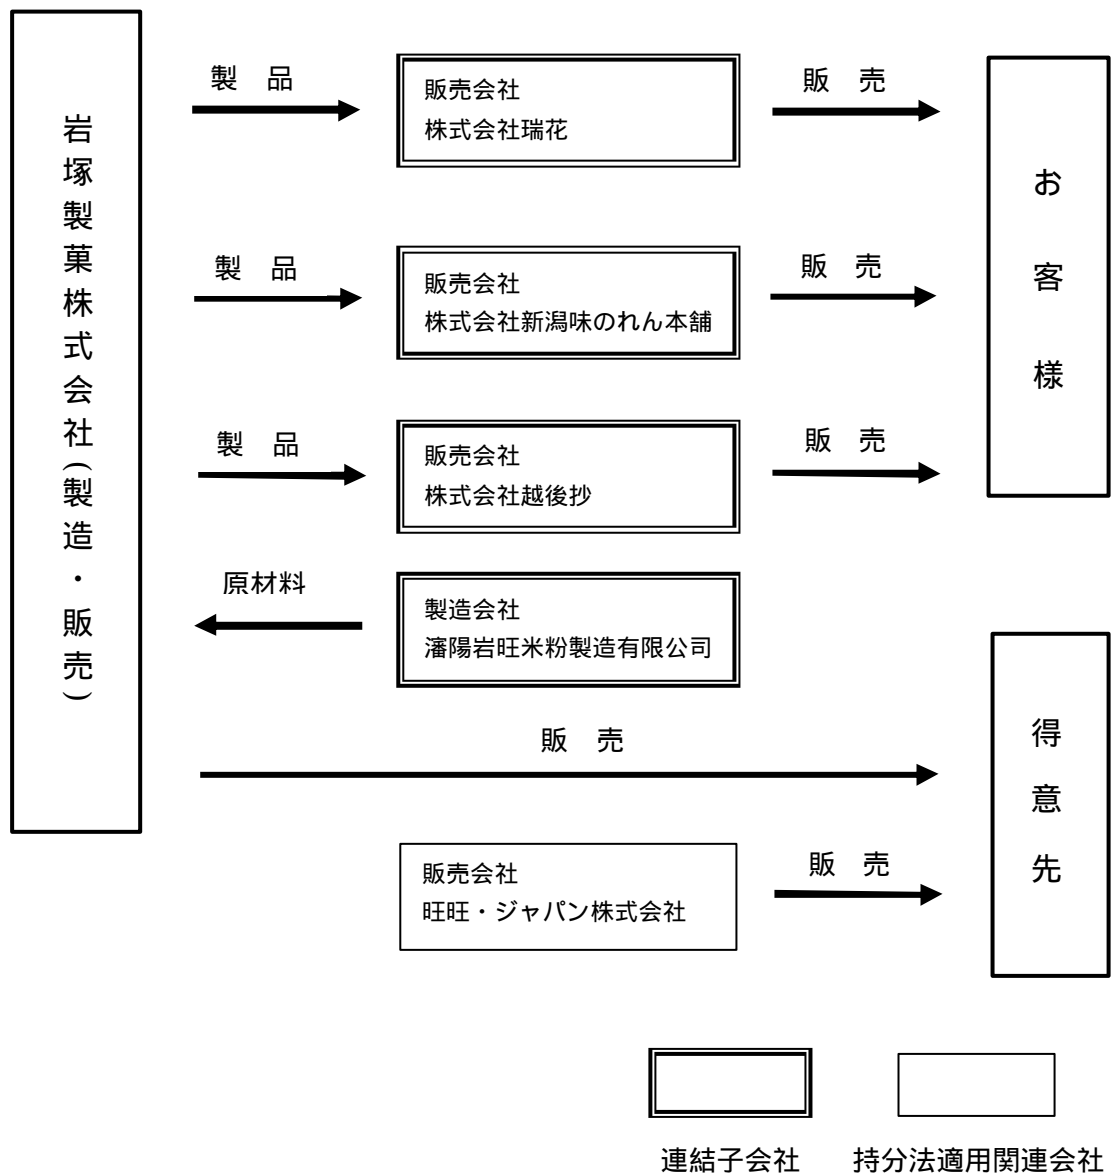 岩塚製菓株式会社(製造・販売)
製 品
販売会社
株式会社瑞花
販 売
製 品
販売会社
株式会社新潟味のれん本舗
販 売
製 品
販売会社
株式会社越後抄
販 売
お客様
原材料
製造会社
瀋陽岩旺米粉製造有限公司
販 売
販売会社
旺旺・ジャパン株式会社
販 売
得意先
連結子会社
持分法適用関連会社